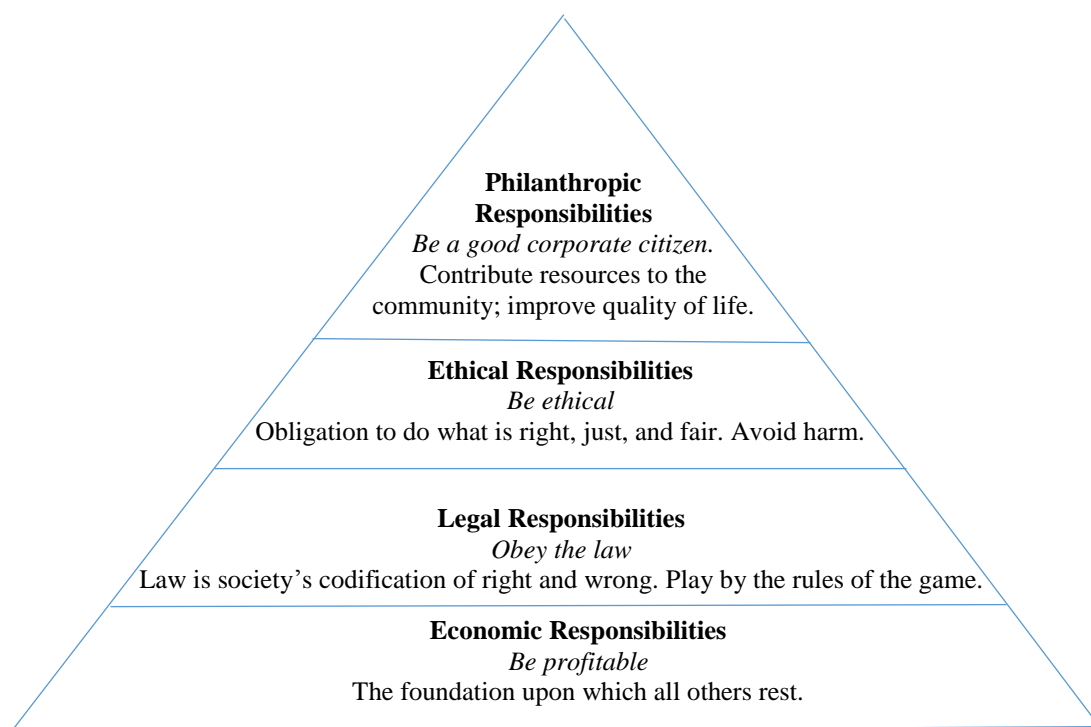 Philanthropic
Responsibilities
Be a good corporate citizen.
Contribute resources to the
community; improve quality of life.
Ethical Responsibilities
Be ethical
Obligation to do what is right, just, and fair. Avoid harm.
Legal Responsibilities
Obey the law
Law is society’s codification of right and wrong. Play by the rules of the game.
Economic Responsibilities
Be profitable
The foundation upon which all others rest.